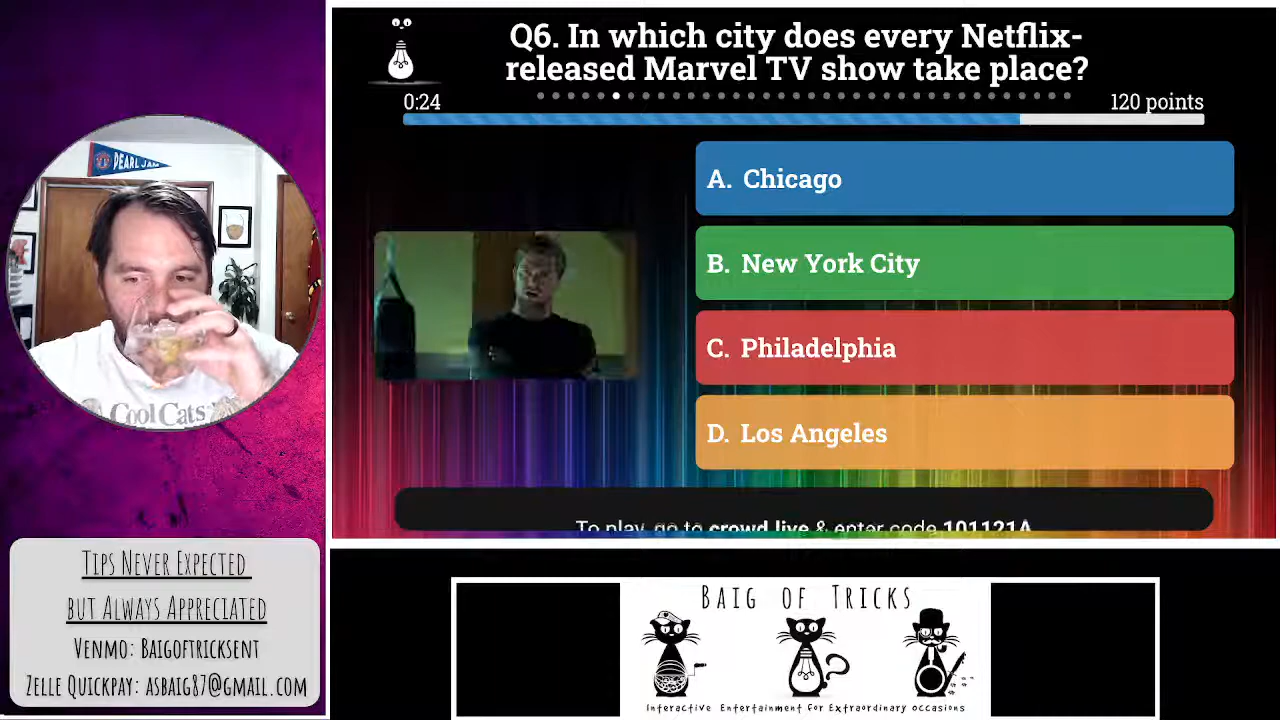 Q6. In which city does every Netflix-
released Marvel TV show take place?
0:24
120 points
A. Chicago
B. New York City
C. Philadelphia
D. Los Angeles
To play, go to crowd.live & enter code 101121A
PEARL JAM
Cool Cats
Tips Never Expected
but Always Appreciated
Venmo: Baigoftricksent
Zelle Quickpay: asbaig87@gmail.com
Baig of Tricks
Interactive Entertainment for Extraordinary Occasions